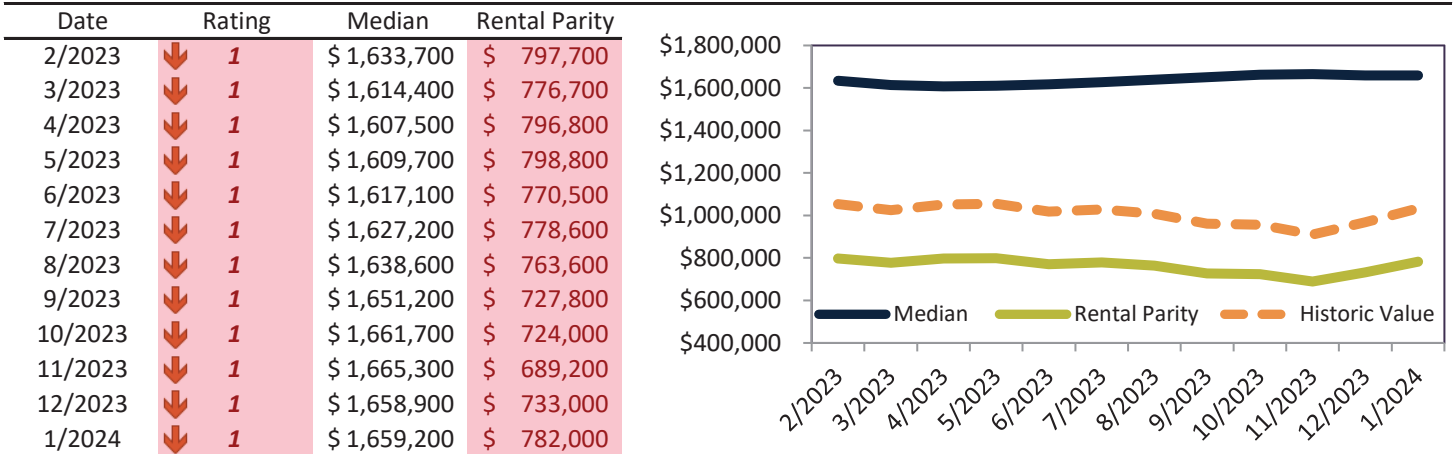 Date Rating Median Rental Parity
2/2023 1 $ 1,633,700 $ 797,700
3/2023 1 $ 1,614,400 $ 776,700
4/2023 1 $ 1,607,500 $ 796,800
5/2023 1 $ 1,609,700 $ 798,800
6/2023 1 $ 1,617,100 $ 770,500
7/2023 1 $ 1,627,200 $ 778,600
8/2023 1 $ 1,638,600 $ 763,600
9/2023 1 $ 1,651,200 $ 727,800
10/2023 1 $ 1,661,700 $ 724,000
11/2023 1 $ 1,665,300 $ 689,200
12/2023 1 $ 1,658,900 $ 733,000
1/2024 1 $ 1,659,200 $ 782,000
$1,800,000
$1,600,000
$1,400,000
$1,200,000
$1,000,000
$800,000
$600,000
$400,000
Median Rental Parity Historic Value
2/2023 3/2023 4/2023 5/2023 6/2023 7/2023 8/2023 9/2023 10/2023 11/2023 12/2023 1/2024